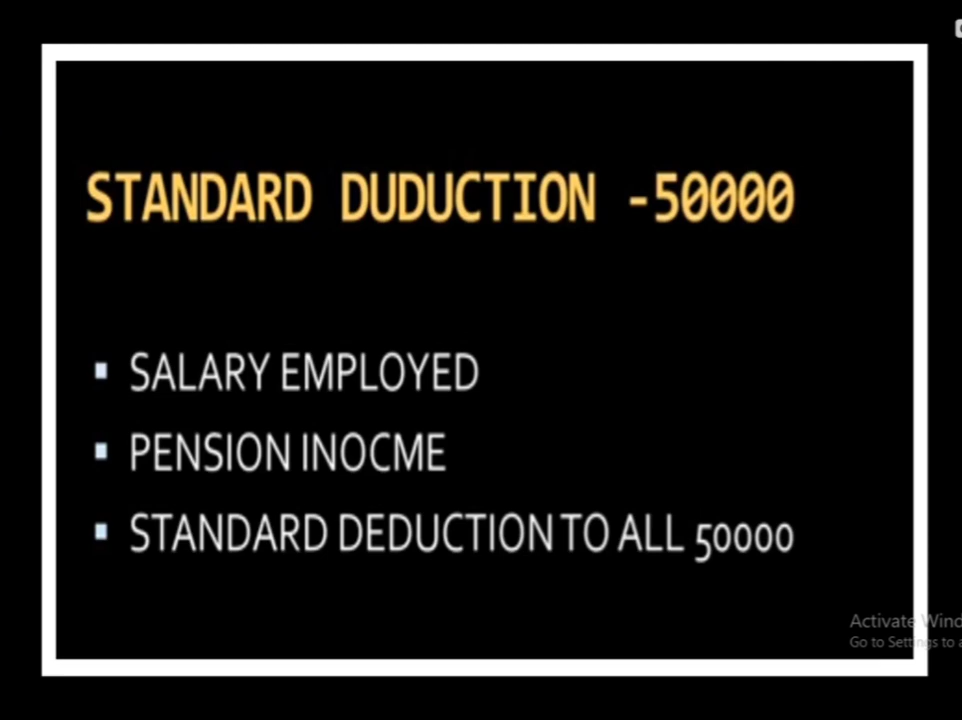 STANDARD DUDUCTION -50000
SALARY EMPLOYED
PENSION INOCME
STANDARD DEDUCTION TO ALL 50000
Activate Wind
Go to Settings to a